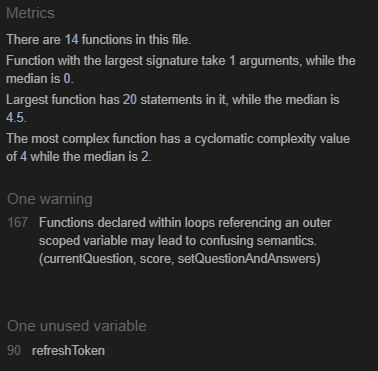 Metrics
There are 14 functions in this file.
Function with the largest signature take 1 arguments, while the
median is 0.
Largest function has 20 statements in it, while the median is
4.5.
The most complex function has a cyclomatic complexity value
of 4 while the median is 2.
One warning
167 Functions declared within loops referencing an outer
scoped variable may lead to confusing semantics.
(currentQuestion, score, setQuestionAndAnswers)
One unused variable
90 refreshToken